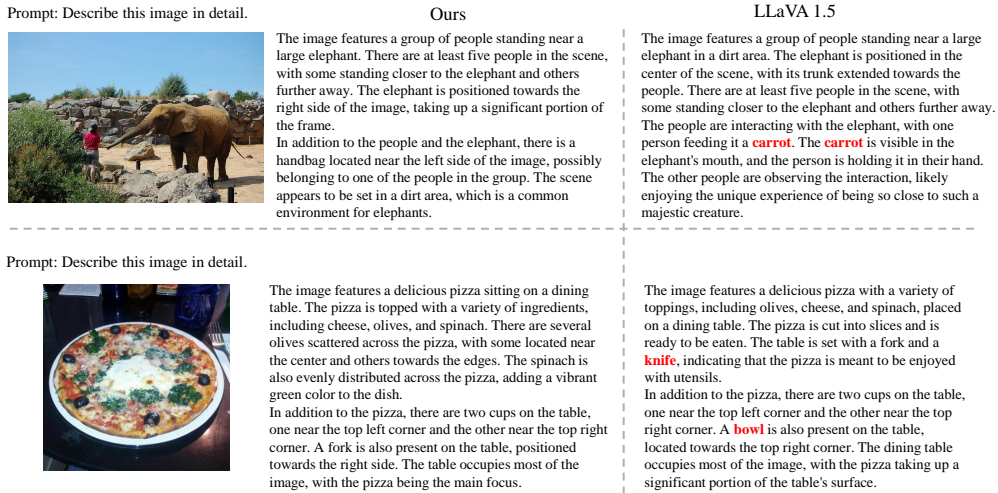 Prompt: Describe this image in detail.
Ours
LLaVA 1.5
The image features a group of people standing near a
large elephant. There are at least five people in the scene,
with some standing closer to the elephant and others
further away. The elephant is positioned towards the
right side of the image, taking up a significant portion of
the frame.
In addition to the people and the elephant, there is a
handbag located near the left side of the image, possibly
belonging to one of the people in the group. The scene
appears to be set in a dirt area, which is a common
environment for elephants.
The image features a group of people standing near a large
elephant in a dirt area. The elephant is positioned in the
center of the scene, with its trunk extended towards the
people. There are at least five people in the scene, with
some standing closer to the elephant and others further away.
The people are interacting with the elephant, with one
person feeding it a carrot. The carrot is visible in the
elephant's mouth, and the person is holding it in their hand.
The other people are observing the interaction, likely
enjoying the unique experience of being so close to such a
majestic creature.
Prompt: Describe this image in detail.
The image features a delicious pizza sitting on a dining
table. The pizza is topped with a variety of ingredients,
including cheese, olives, and spinach. There are several
olives scattered across the pizza, with some located near
the center and others towards the edges. The spinach is
also evenly distributed across the pizza, adding a vibrant
green color to the dish.
In addition to the pizza, there are two cups on the table,
one near the top left corner and the other near the top right
corner. A fork is also present on the table, positioned
towards the right side. The table occupies most of the
image, with the pizza being the main focus.
The image features a delicious pizza with a variety of
toppings, including olives, cheese, and spinach, placed
on a dining table. The pizza is cut into slices and is
ready to be eaten. The table is set with a fork and a
knife, indicating that the pizza is meant to be enjoyed
with utensils.
In addition to the pizza, there are two cups on the table,
one near the top left corner and the other near the top
right corner. A bowl is also present on the table,
located towards the top right corner. The dining table
occupies most of the image, with the pizza taking up a
significant portion of the table's surface.